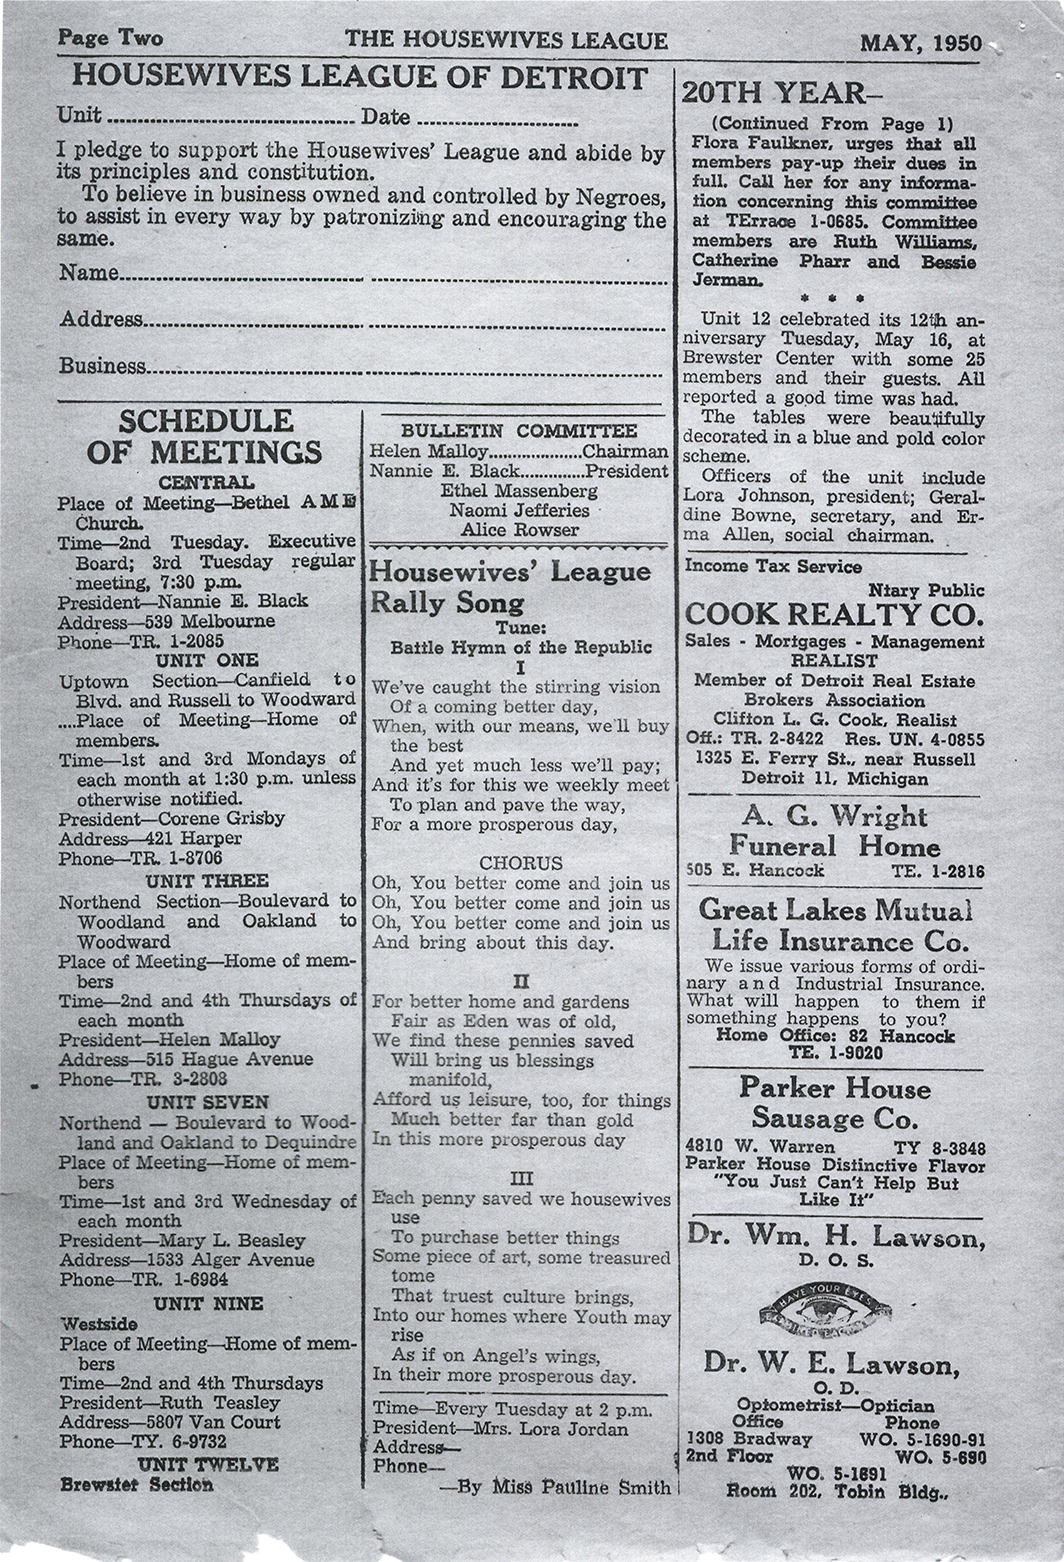 Page Two
THE HOUSEWIVES LEAGUE
MAY, 1950
HOUSEWIVES LEAGUE OF DETROIT
Unit ................................... Date .......................
I pledge to support the Housewives' League and abide by
its principles and constitution.
To believe in business owned and controlled by Negroes,
to assist in every way by patronizing and encouraging the
same.
Name...................................................................................
Address...............................................................................
Business..............................................................................
SCHEDULE
OF MEETINGS
CENTRAL
Place of Meeting—Bethel A M E
Church.
Time—2nd Tuesday. Executive
Board; 3rd Tuesday regular
meeting, 7:30 p.m.
President—Nannie E. Black
Address—539 Melbourne
Phone—TR. 1-2085
UNIT ONE
Uptown Section—Canfield to
Blvd. and Russell to Woodward
....Place of Meeting—Home of
members.
Time—1st and 3rd Mondays of
each month at 1:30 p.m. unless
otherwise notified.
President—Corene Grisby
Address—421 Harper
Phone—TR. 1-8706
UNIT THREE
Northend Section—Boulevard to
Woodland and Oakland to
Woodward
Place of Meeting—Home of mem-
bers
Time—2nd and 4th Thursdays of
each month
President—Helen Malloy
Address—515 Hague Avenue
Phone—TR. 3-2803
UNIT SEVEN
Northend — Boulevard to Wood-
land and Oakland to Dequindre
Place of Meeting—Home of mem-
bers
Time—1st and 3rd Wednesday of
each month
President—Mary L. Beasley
Address—1533 Alger Avenue
Phone—TR. 1-6984
UNIT NINE
Westside
Place of Meeting—Home of mem-
bers
Time—2nd and 4th Thursdays
President—Ruth Teasley
Address—5807 Van Court
Phone—TY. 6-9732
UNIT TWELVE
Brewster Section
BULLETIN COMMITTEE
Helen Malloy....................Chairman
Nannie E. Black.............President
Ethel Massenberg
Naomi Jefferies
Alice Rowser
Housewives' League
Rally Song
Tune:
Battle Hymn of the Republic
I
We've caught the stirring vision
Of a coming better day,
When, with our means, we'll buy
the best
And yet much less we'll pay;
And it's for this we weekly meet
To plan and pave the way,
For a more prosperous day,
CHORUS
Oh, You better come and join us
Oh, You better come and join us
Oh, You better come and join us
And bring about this day.
II
For better home and gardens
Fair as Eden was of old,
We find these pennies saved
Will bring us blessings
manifold,
Afford us leisure, too, for things
Much better far than gold
In this more prosperous day
III
Each penny saved we housewives
use
To purchase better things
Some piece of art, some treasured
tome
That truest culture brings,
Into our homes where Youth may
rise
As if on Angel's wings,
In their more prosperous day.
Time—Every Tuesday at 2 p.m.
President—Mrs. Lora Jordan
Address—
Phone—
—By Miss Pauline Smith
20TH YEAR—
(Continued From Page 1)
Flora Faulkner, urges that all
members pay-up their dues in
full. Call her for any informa-
tion concerning this committee
at TErrace 1-0685. Committee
members are Ruth Williams,
Catherine Pharr and Bessie
Jerman.
* * *
Unit 12 celebrated its 12th an-
niversary Tuesday, May 16, at
Brewster Center with some 25
members and their guests. All
reported a good time was had.
The tables were beautifully
decorated in a blue and pold color
scheme.
Officers of the unit include
Lora Johnson, president; Geral-
dine Bowne, secretary, and Er-
ma Allen, social chairman.
Income Tax Service
Ntary Public
COOK REALTY CO.
Sales - Mortgages - Management
REALIST
Member of Detroit Real Estate
Brokers Association
Clifton L. G. Cook, Realist
Off.: TR. 2-8422 Res. UN. 4-0855
1325 E. Ferry St., near Russell
Detroit 11, Michigan
A. G. Wright
Funeral Home
505 E. Hancock TE. 1-2816
Great Lakes Mutual
Life Insurance Co.
We issue various forms of ordi-
nary and Industrial Insurance.
What will happen to them if
something happens to you?
Home Office: 82 Hancock
TE. 1-9020
Parker House
Sausage Co.
4810 W. Warren TY 8-3848
Parker House Distinctive Flavor
"You Just Can't Help But
Like It"
Dr. Wm. H. Lawson,
D. O. S.
HAVE YOUR EYES
EXAMINED
Dr. W. E. Lawson,
O. D.
Optometrist—Optician
Office Phone
1308 Bradway WO. 5-1690-91
2nd Floor WO. 5-690
WO. 5-1691
Room 202, Tobin Bldg.,